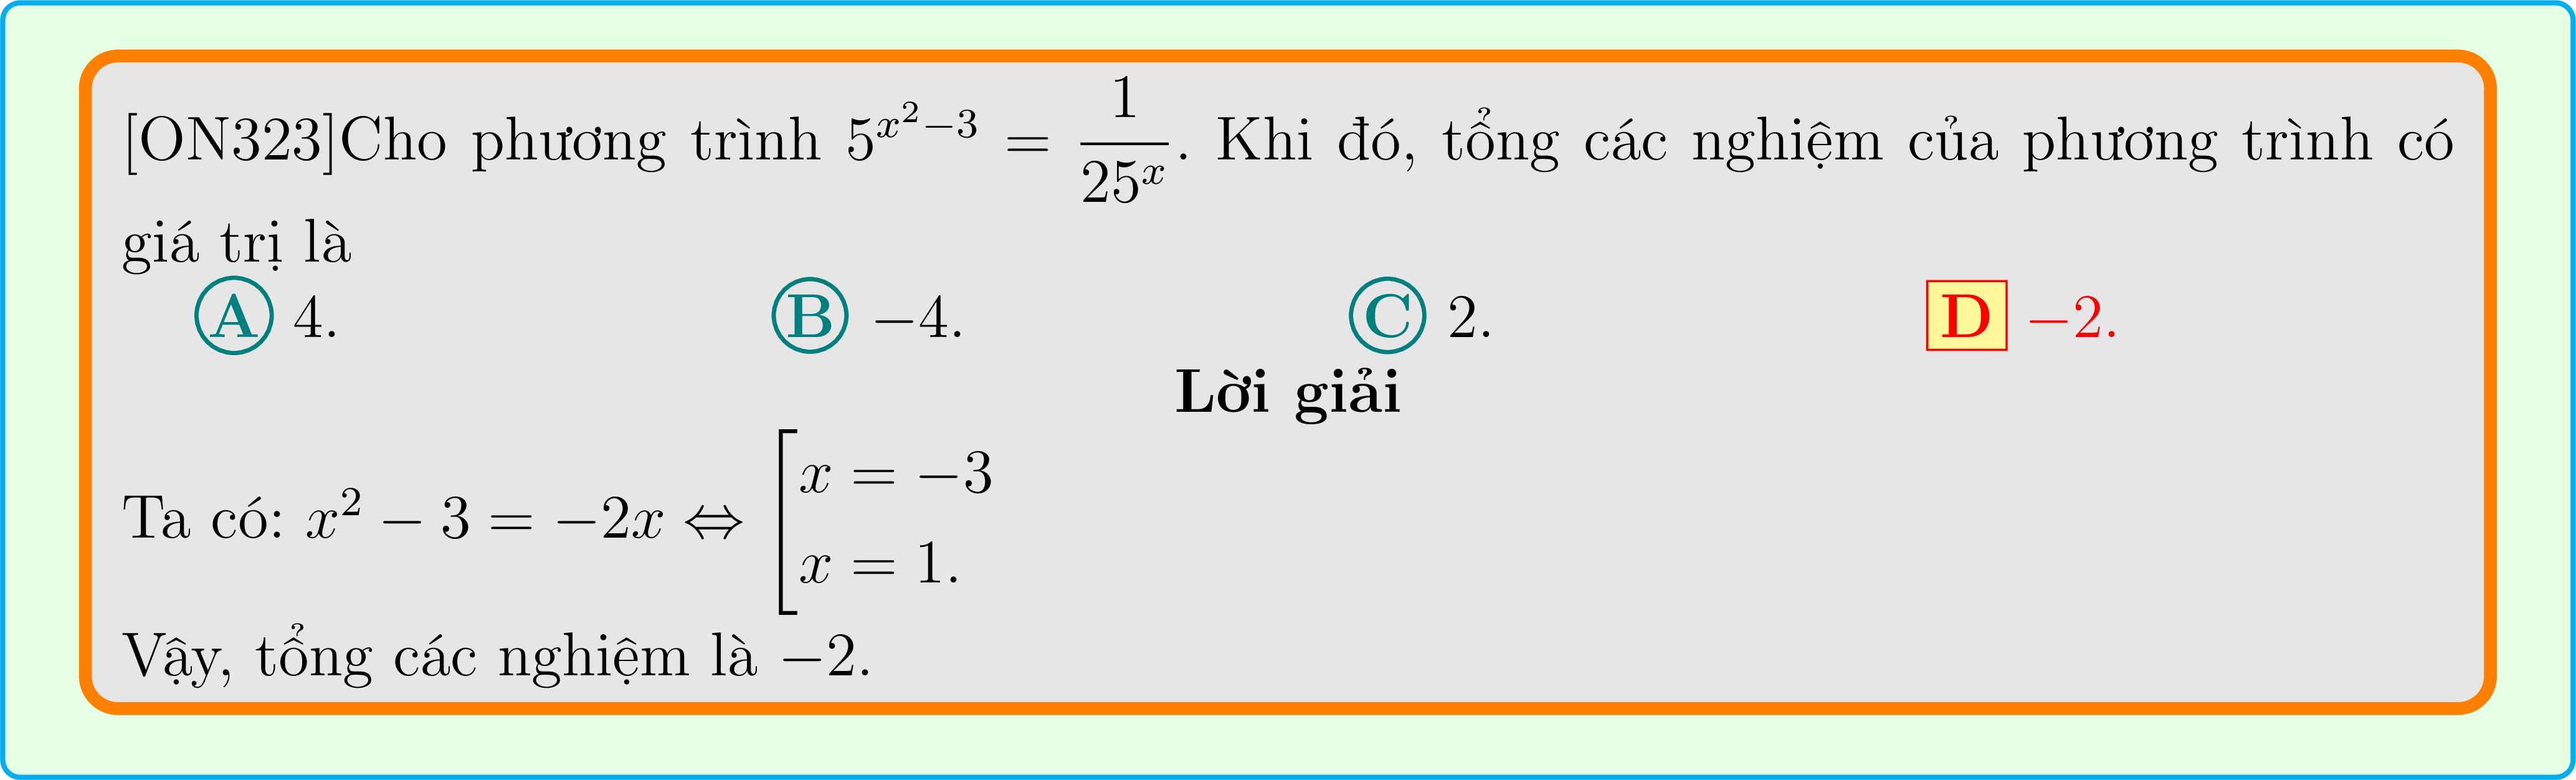 [ON323]Cho phương trình $5^{x^2-3} = \dfrac{1}{25^x}$. Khi đó, tổng các nghiệm của phương trình có
giá trị là
A 4. B −4. C 2. D −2.
Lời giải
Ta có: $x^2 - 3 = -2x \Leftrightarrow \left[\begin{array}{l} x = -3 \\ x = 1. \end{array}\right.$
Vậy, tổng các nghiệm là −2.